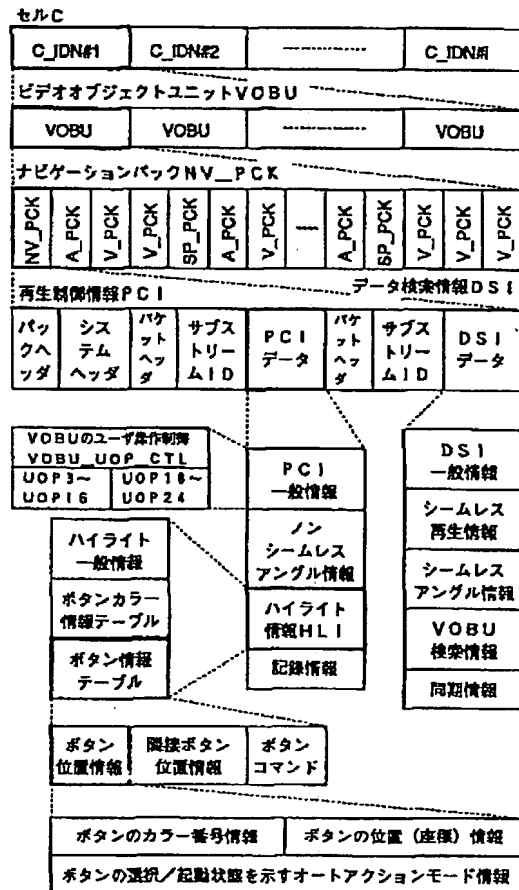 セルC
C_IDN#1 C_IDN#2 C_IDN#i
ビデオオブジェクトユニットVOBU
VOBU VOBU VOBU
ナビゲーションパックNV_PCK
NV_PCK A_PCK V_PCK V_PCK SP_PCK A_PCK V_PCK A_PCK SP_PCK V_PCK V_PCK V_PCK
再生制御情報PCI データ検索情報DSI
パックヘッダ システムヘッダ パケットヘッダ サブストリームID PCIデータ パケットヘッダ サブストリームID DSIデータ
VOBUのユーザ操作制御
VOBU_UOP_CTL
UOP3〜 UOP18〜
UOP16 UOP24
PCI
一般情報
ノン
シームレス
アングル情報
ハイライト
情報HLI
記録情報
DSI
一般情報
シームレス
再生情報
シームレス
アングル情報
VOBU
検索情報
同期情報
ハイライト
一般情報
ボタンカラー
情報テーブル
ボタン情報
テーブル
ボタン 隣接ボタン ボタン
位置情報 位置情報 コマンド
ボタンのカラー番号情報 ボタンの位置(座標)情報
ボタンの選択/起動状態を示すオートアクションモード情報